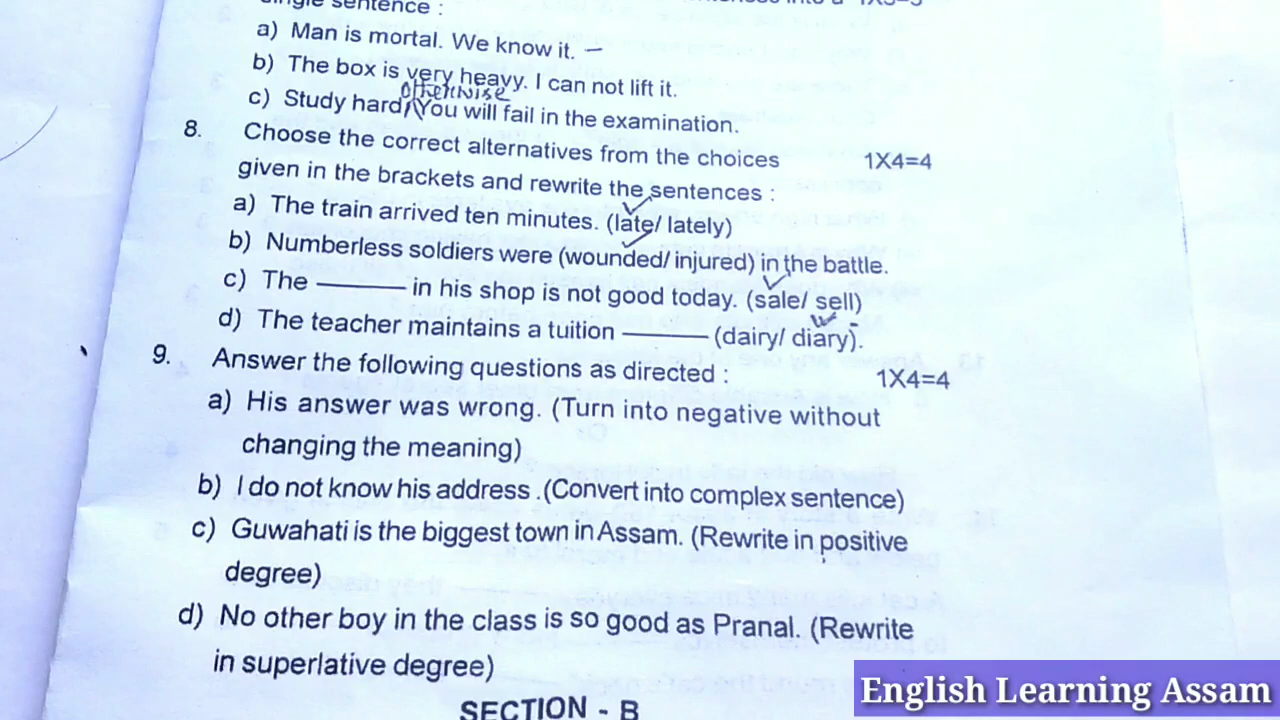 single sentence :
1X3=3
a) Man is mortal. We know it. –
b) The box is very heavy. I can not lift it.
otherwise
c) Study hard. You will fail in the examination.
8. Choose the correct alternatives from the choices 1X4=4
given in the brackets and rewrite the sentences :
a) The train arrived ten minutes. (late/ lately)
b) Numberless soldiers were (wounded/ injured) in the battle.
c) The ——— in his shop is not good today. (sale/ sell)
d) The teacher maintains a tuition ——— (dairy/ diary).
9. Answer the following questions as directed : 1X4=4
a) His answer was wrong. (Turn into negative without
changing the meaning)
b) I do not know his address .(Convert into complex sentence)
c) Guwahati is the biggest town in Assam. (Rewrite in positive
degree)
d) No other boy in the class is so good as Pranal. (Rewrite
in superlative degree)
SECTION - B
English Learning Assam